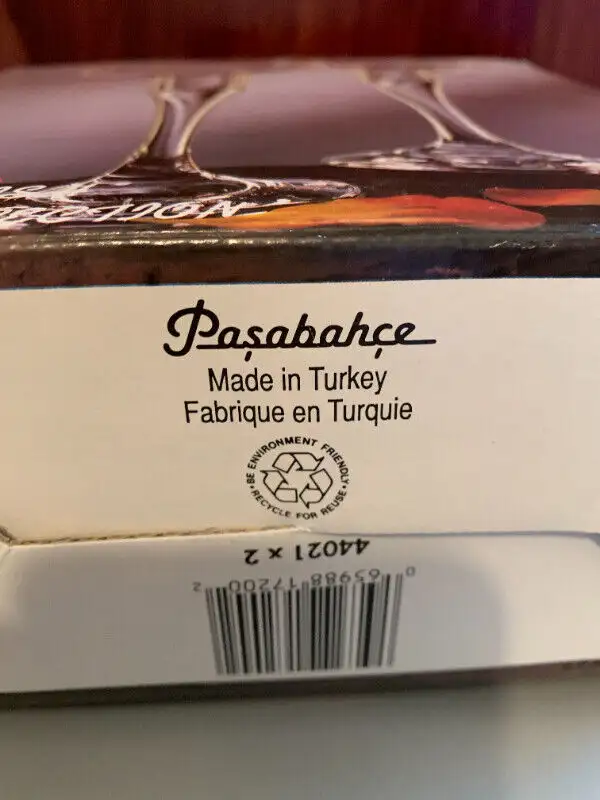 Paşabahçe
Made in Turkey
Fabrique en Turquie
BE ENVIRONMENT FRIENDLY
RECYCLE FOR REUSE
44021 x 2
0 65988 17200 2